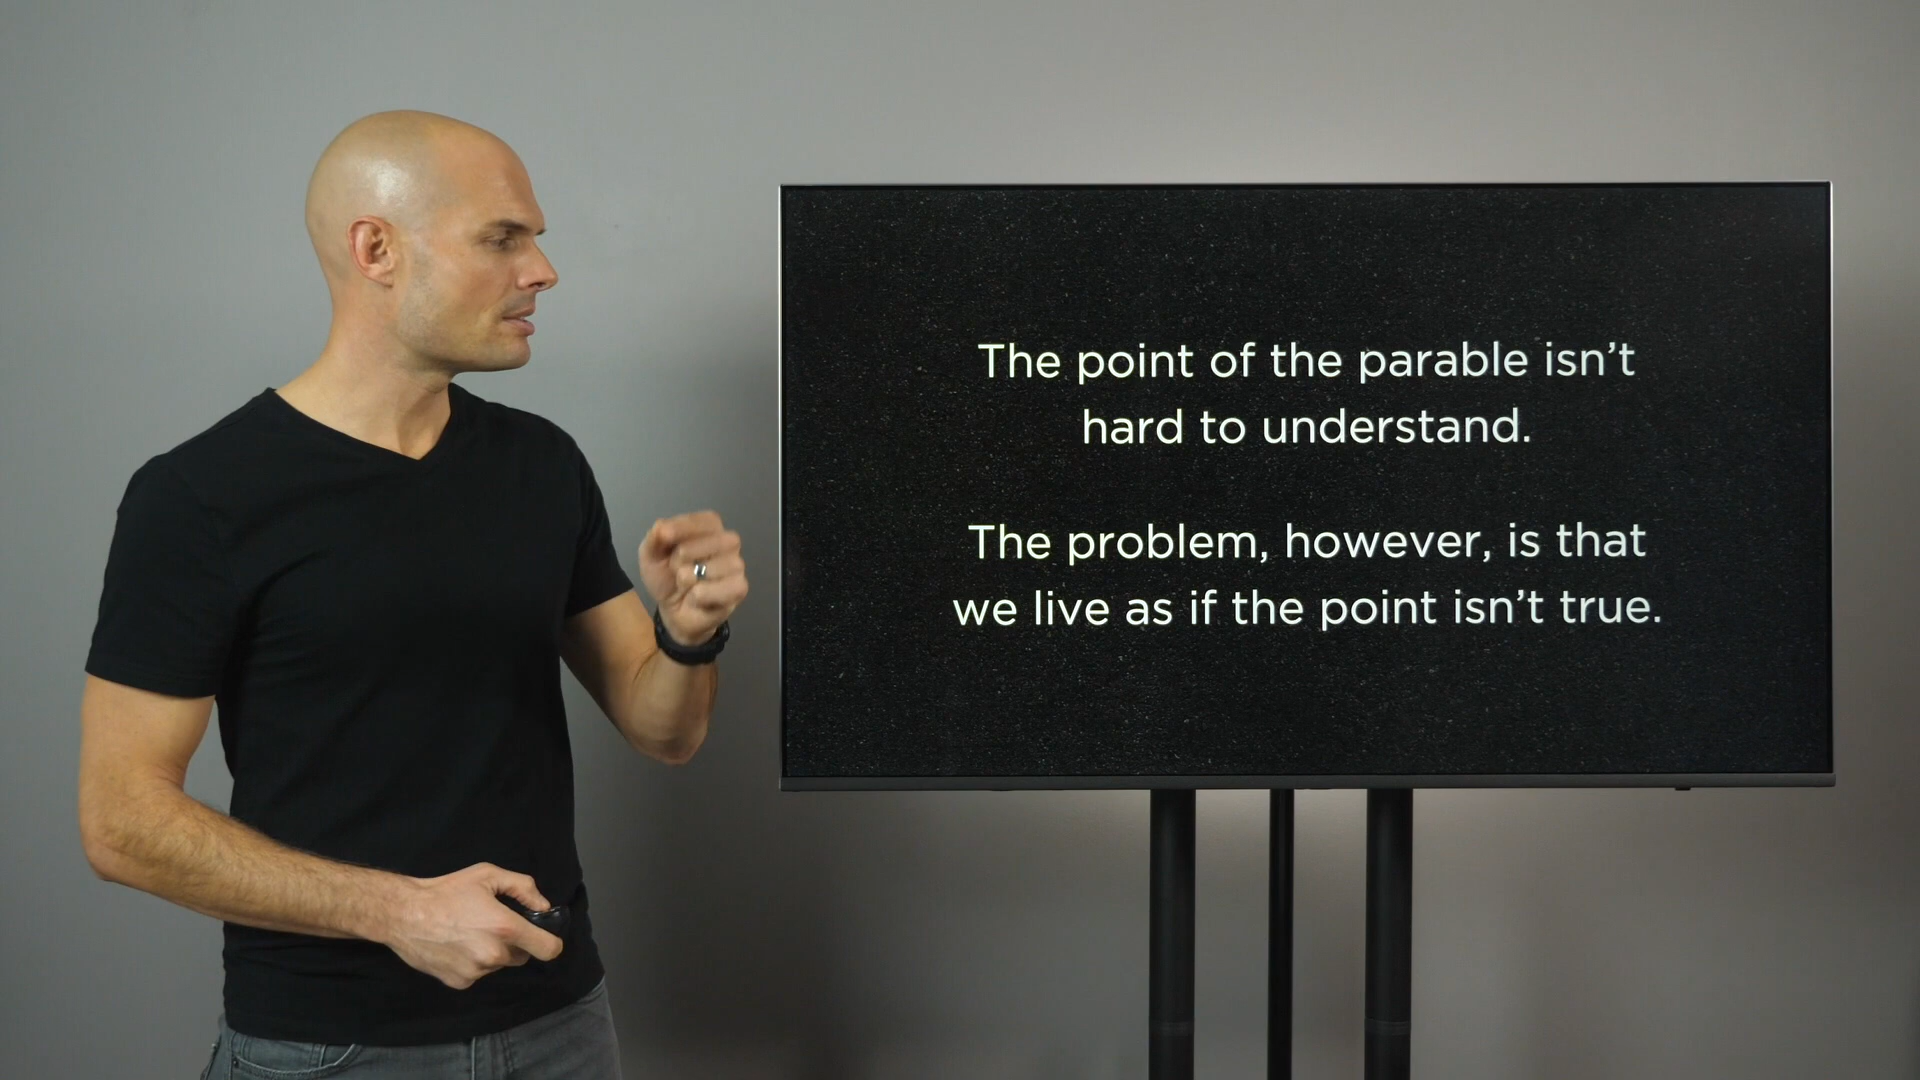 The point of the parable isn’t
hard to understand.
The problem, however, is that
we live as if the point isn’t true.